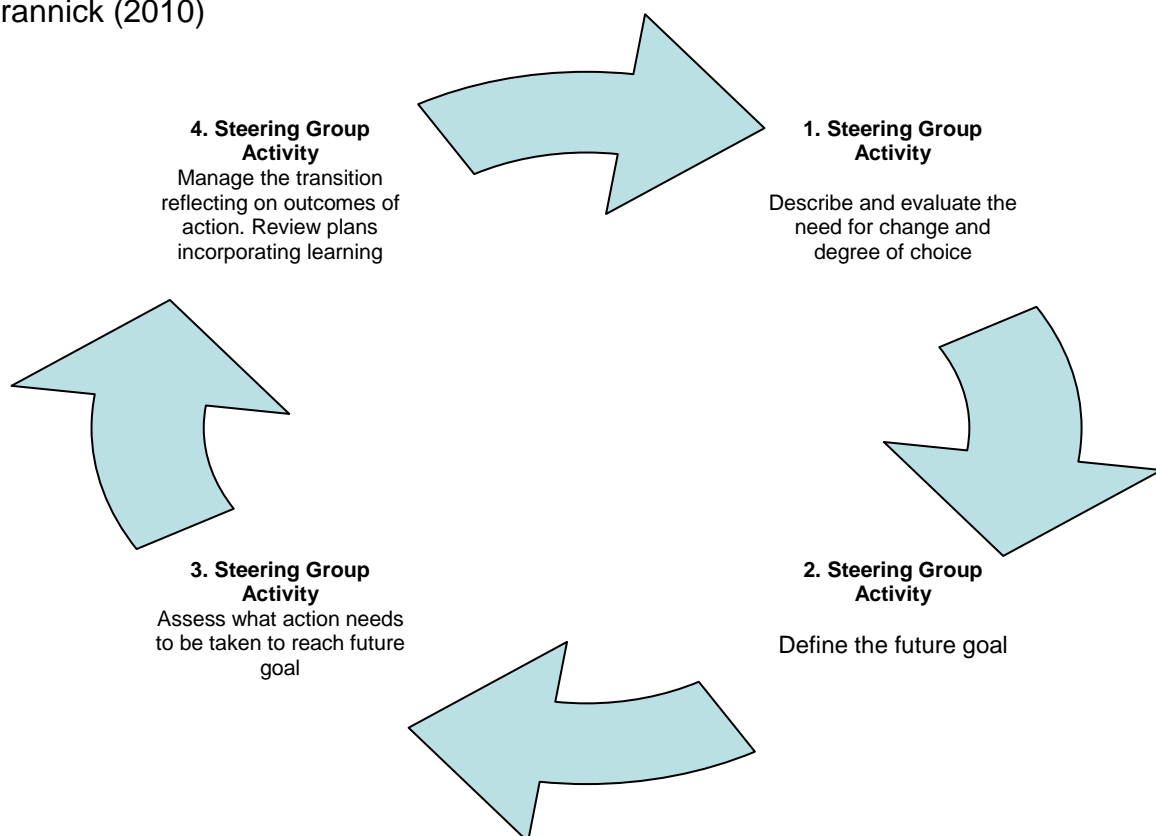 rannick (2010)
4. Steering Group
Activity
Manage the transition
reflecting on outcomes of
action. Review plans
incorporating learning
1. Steering Group
Activity
Describe and evaluate the
need for change and
degree of choice
3. Steering Group
Activity
Assess what action needs
to be taken to reach future
goal
2. Steering Group
Activity
Define the future goal